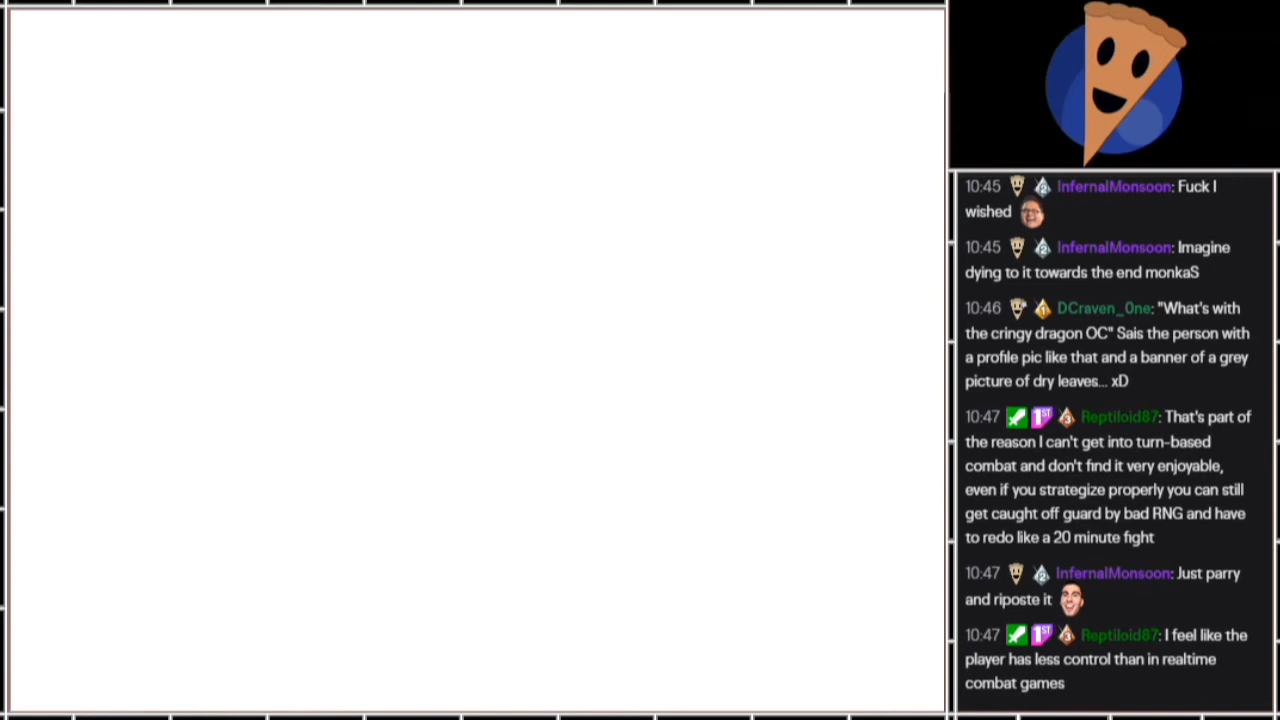 10:45 InfernalMonsoon: Fuck I
wished
10:45 InfernalMonsoon: Imagine
dying to it towards the end monkaS
10:46 DCraven_One: "What's with
the cringy dragon OC" Sais the person with
a profile pic like that and a banner of a grey
picture of dry leaves... xD
10:47 1ST 3 Reptiloid87: That's part of
the reason I can't get into turn-based
combat and don't find it very enjoyable,
even if you strategize properly you can still
get caught off guard by bad RNG and have
to redo like a 20 minute fight
10:47 InfernalMonsoon: Just parry
and riposte it
10:47 1ST 3 Reptiloid87: I feel like the
player has less control than in realtime
combat games